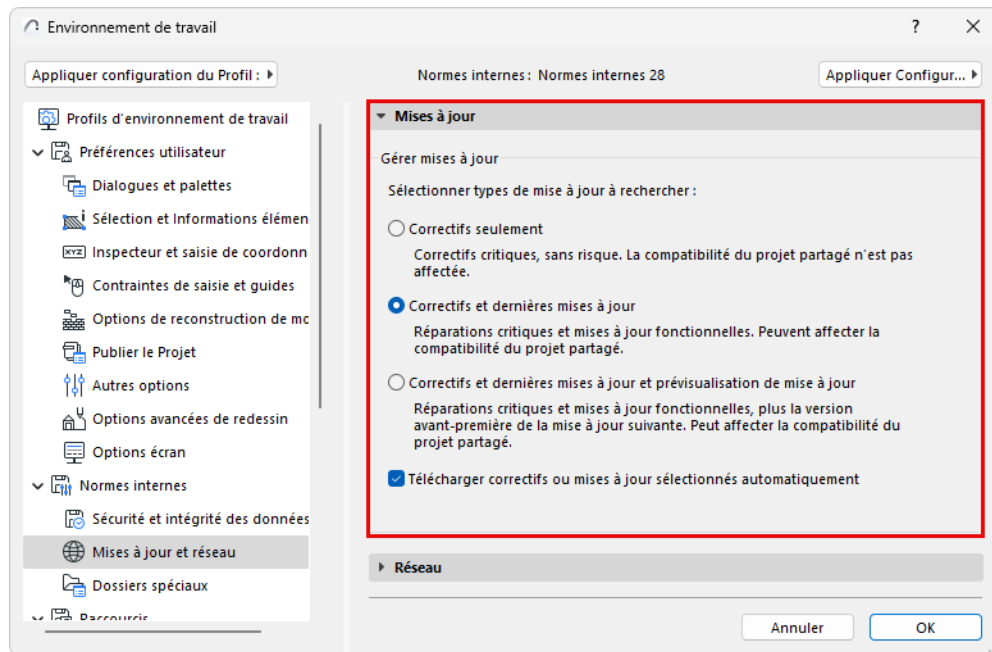 Environnement de travail
?
Appliquer configuration du Profil :
Normes internes : Normes internes 28
Appliquer Configur...
Profils d'environnement de travail
Préférences utilisateur
Dialogues et palettes
Sélection et Informations élémen
XYZ Inspecteur et saisie de coordonn
Contraintes de saisie et guides
Options de reconstruction de mc
Publier le Projet
Autres options
Options avancées de redessin
Options écran
Normes internes
Sécurité et intégrité des données
Mises à jour et réseau
Dossiers spéciaux
Raccourcis
Mises à jour
Gérer mises à jour
Sélectionner types de mise à jour à rechercher :
Correctifs seulement
Correctifs critiques, sans risque. La compatibilité du projet partagé n'est pas
affectée.
Correctifs et dernières mises à jour
Réparations critiques et mises à jour fonctionnelles. Peuvent affecter la
compatibilité du projet partagé.
Correctifs et dernières mises à jour et prévisualisation de mise à jour
Réparations critiques et mises à jour fonctionnelles, plus la version
avant-première de la mise à jour suivante. Peut affecter la compatibilité du
projet partagé.
Télécharger correctifs ou mises à jour sélectionnés automatiquement
Réseau
Annuler
OK